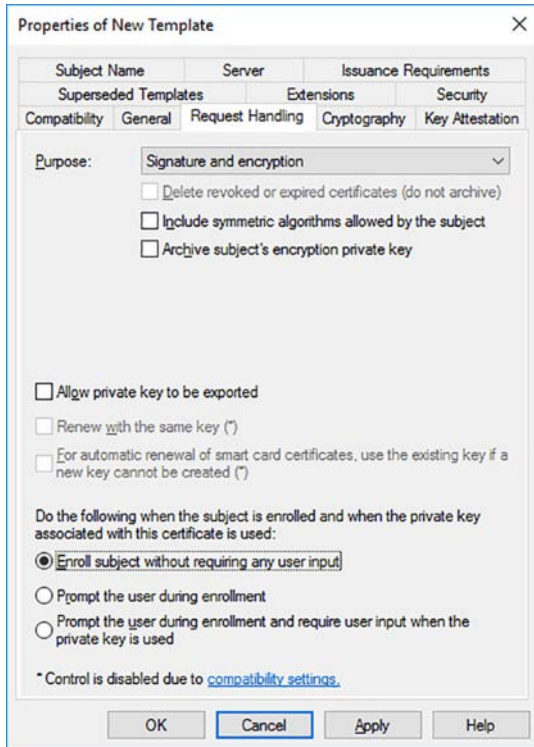 Properties of New Template
Subject Name Server Issuance Requirements
Superseded Templates Extensions Security
Compatibility General Request Handling Cryptography Key Attestation
Purpose: Signature and encryption
Delete revoked or expired certificates (do not archive)
Include symmetric algorithms allowed by the subject
Archive subject's encryption private key
Allow private key to be exported
Renew with the same key (*)
For automatic renewal of smart card certificates, use the existing key if a
new key cannot be created (*)
Do the following when the subject is enrolled and when the private key
associated with this certificate is used:
Enroll subject without requiring any user input
Prompt the user during enrollment
Prompt the user during enrollment and require user input when the
private key is used
* Control is disabled due to compatibility settings.
OK Cancel Apply Help